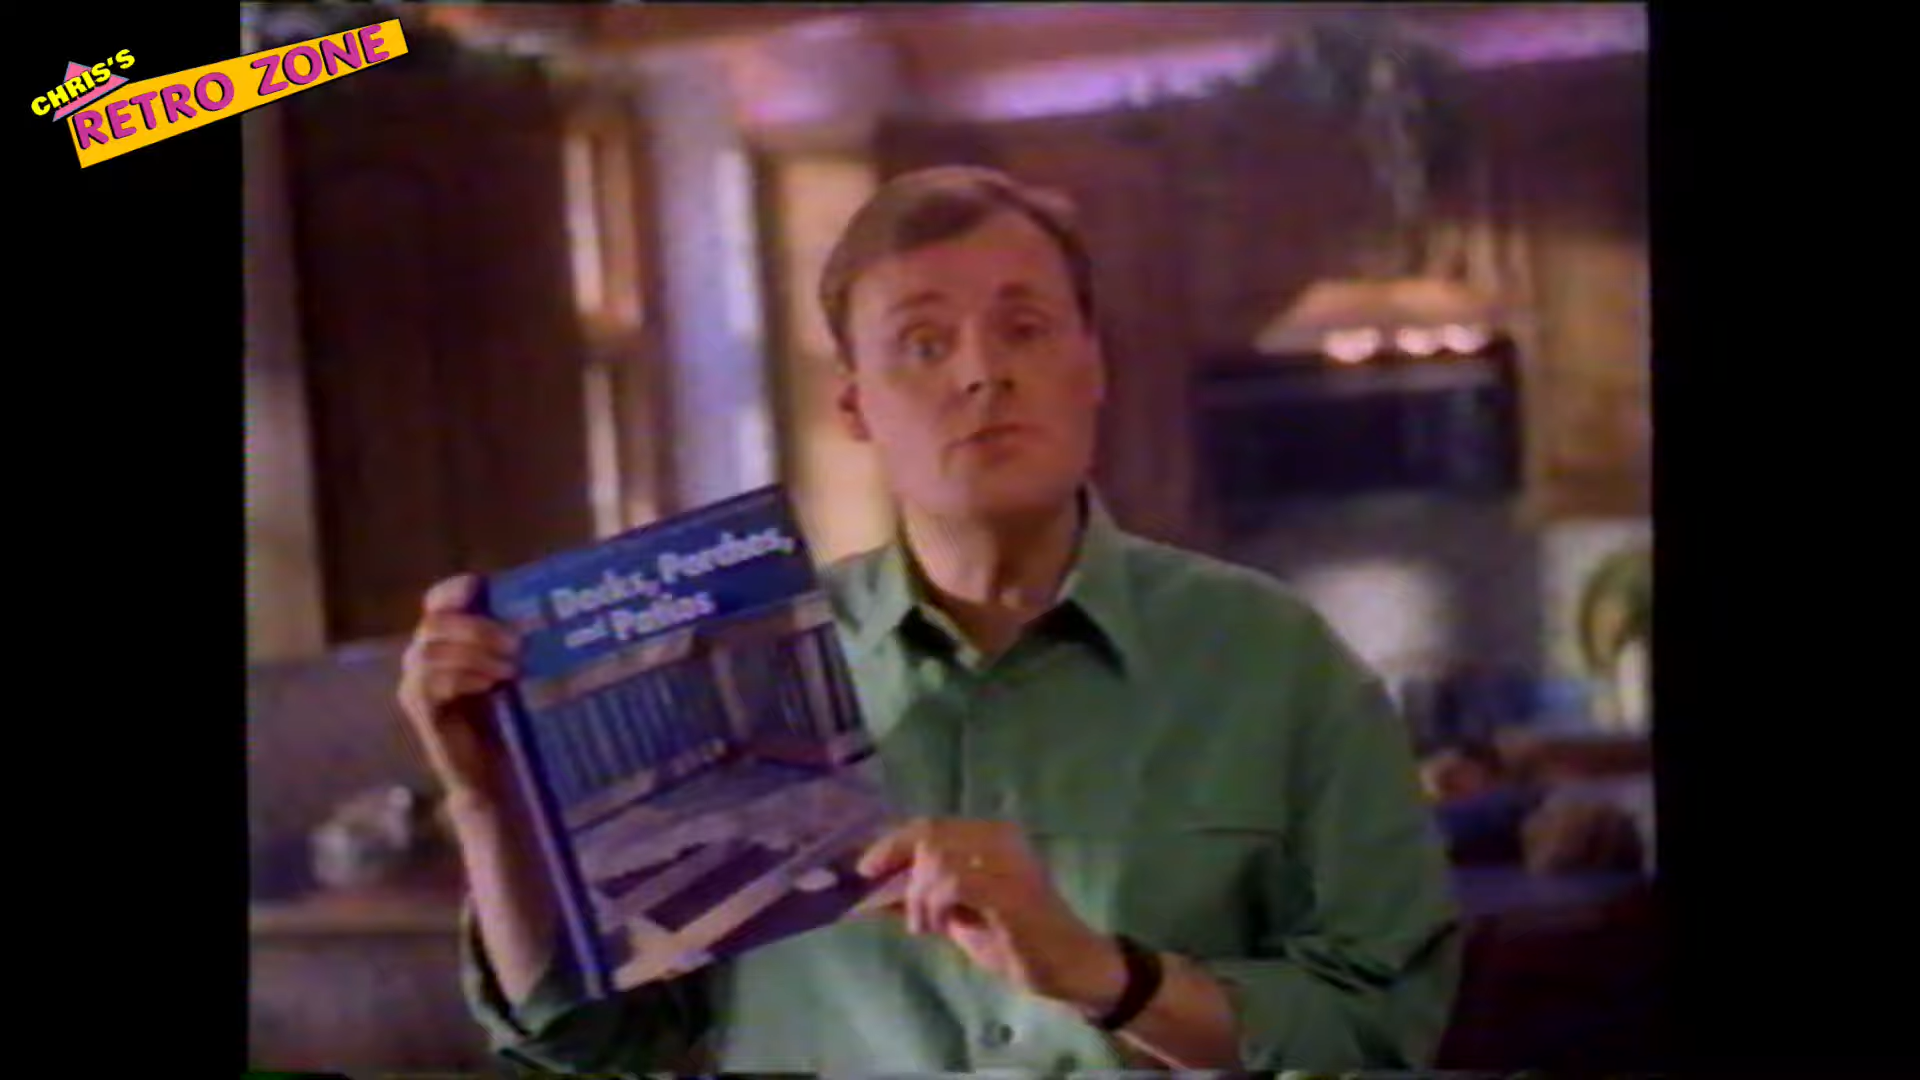 CHRIS'S
RETRO ZONE
Decks, Porches,
and Patios